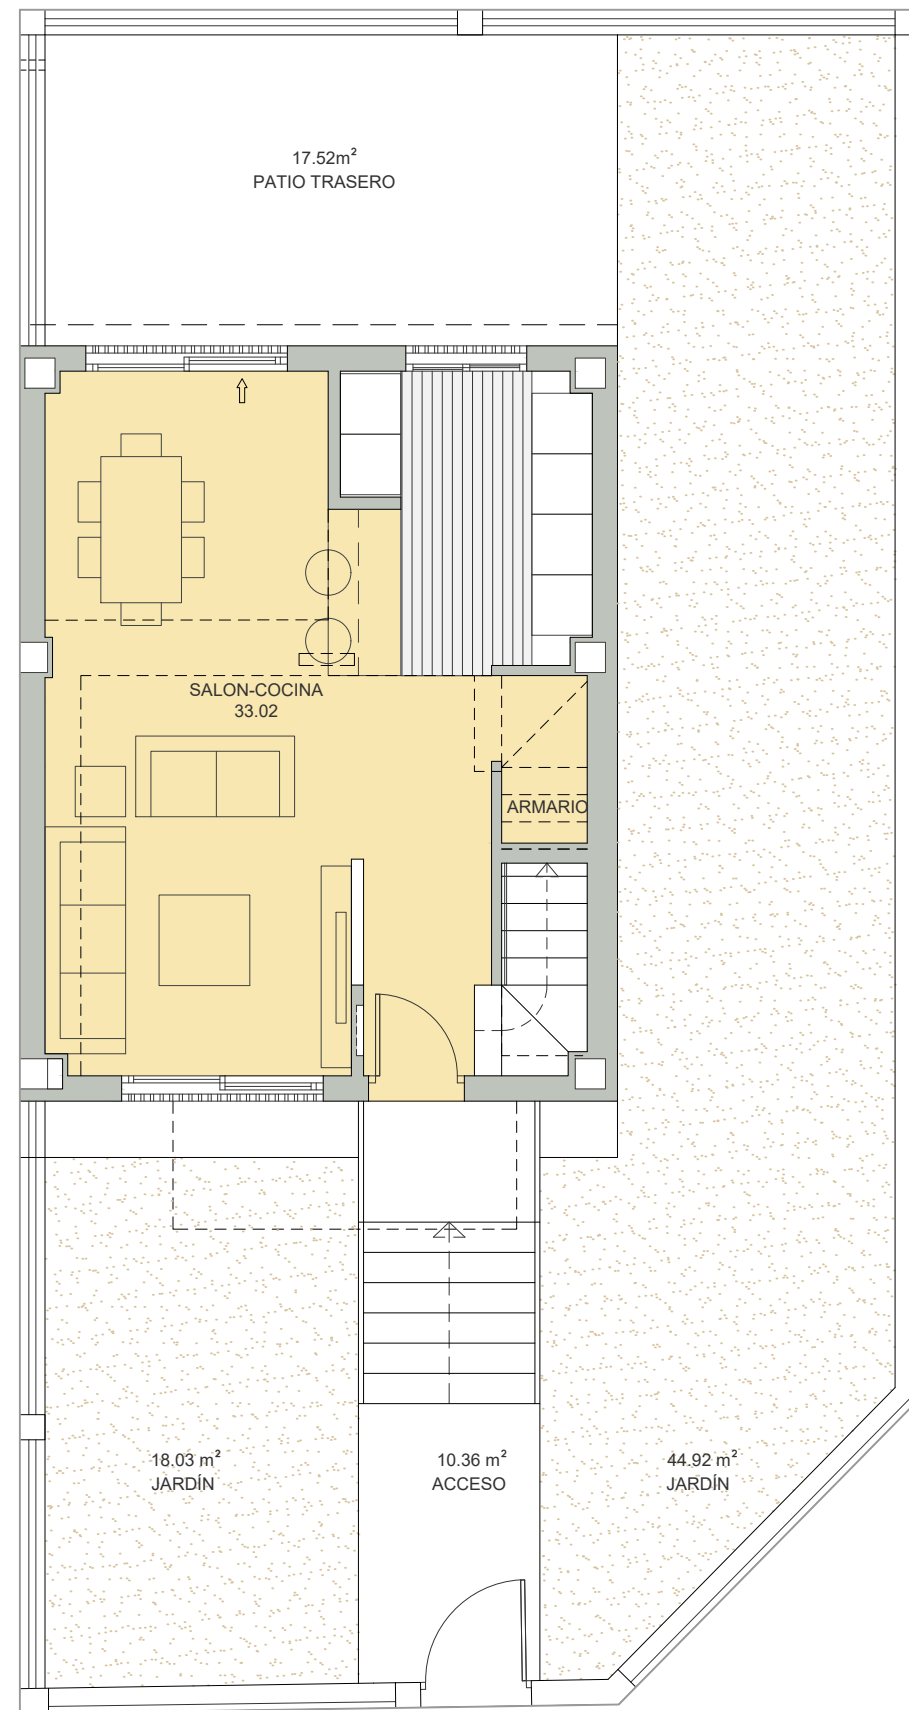 17.52m²
PATIO TRASERO
SALON-COCINA
33.02
ARMARIO
18.03 m²
JARDÍN
10.36 m²
ACCESO
44.92 m²
JARDÍN